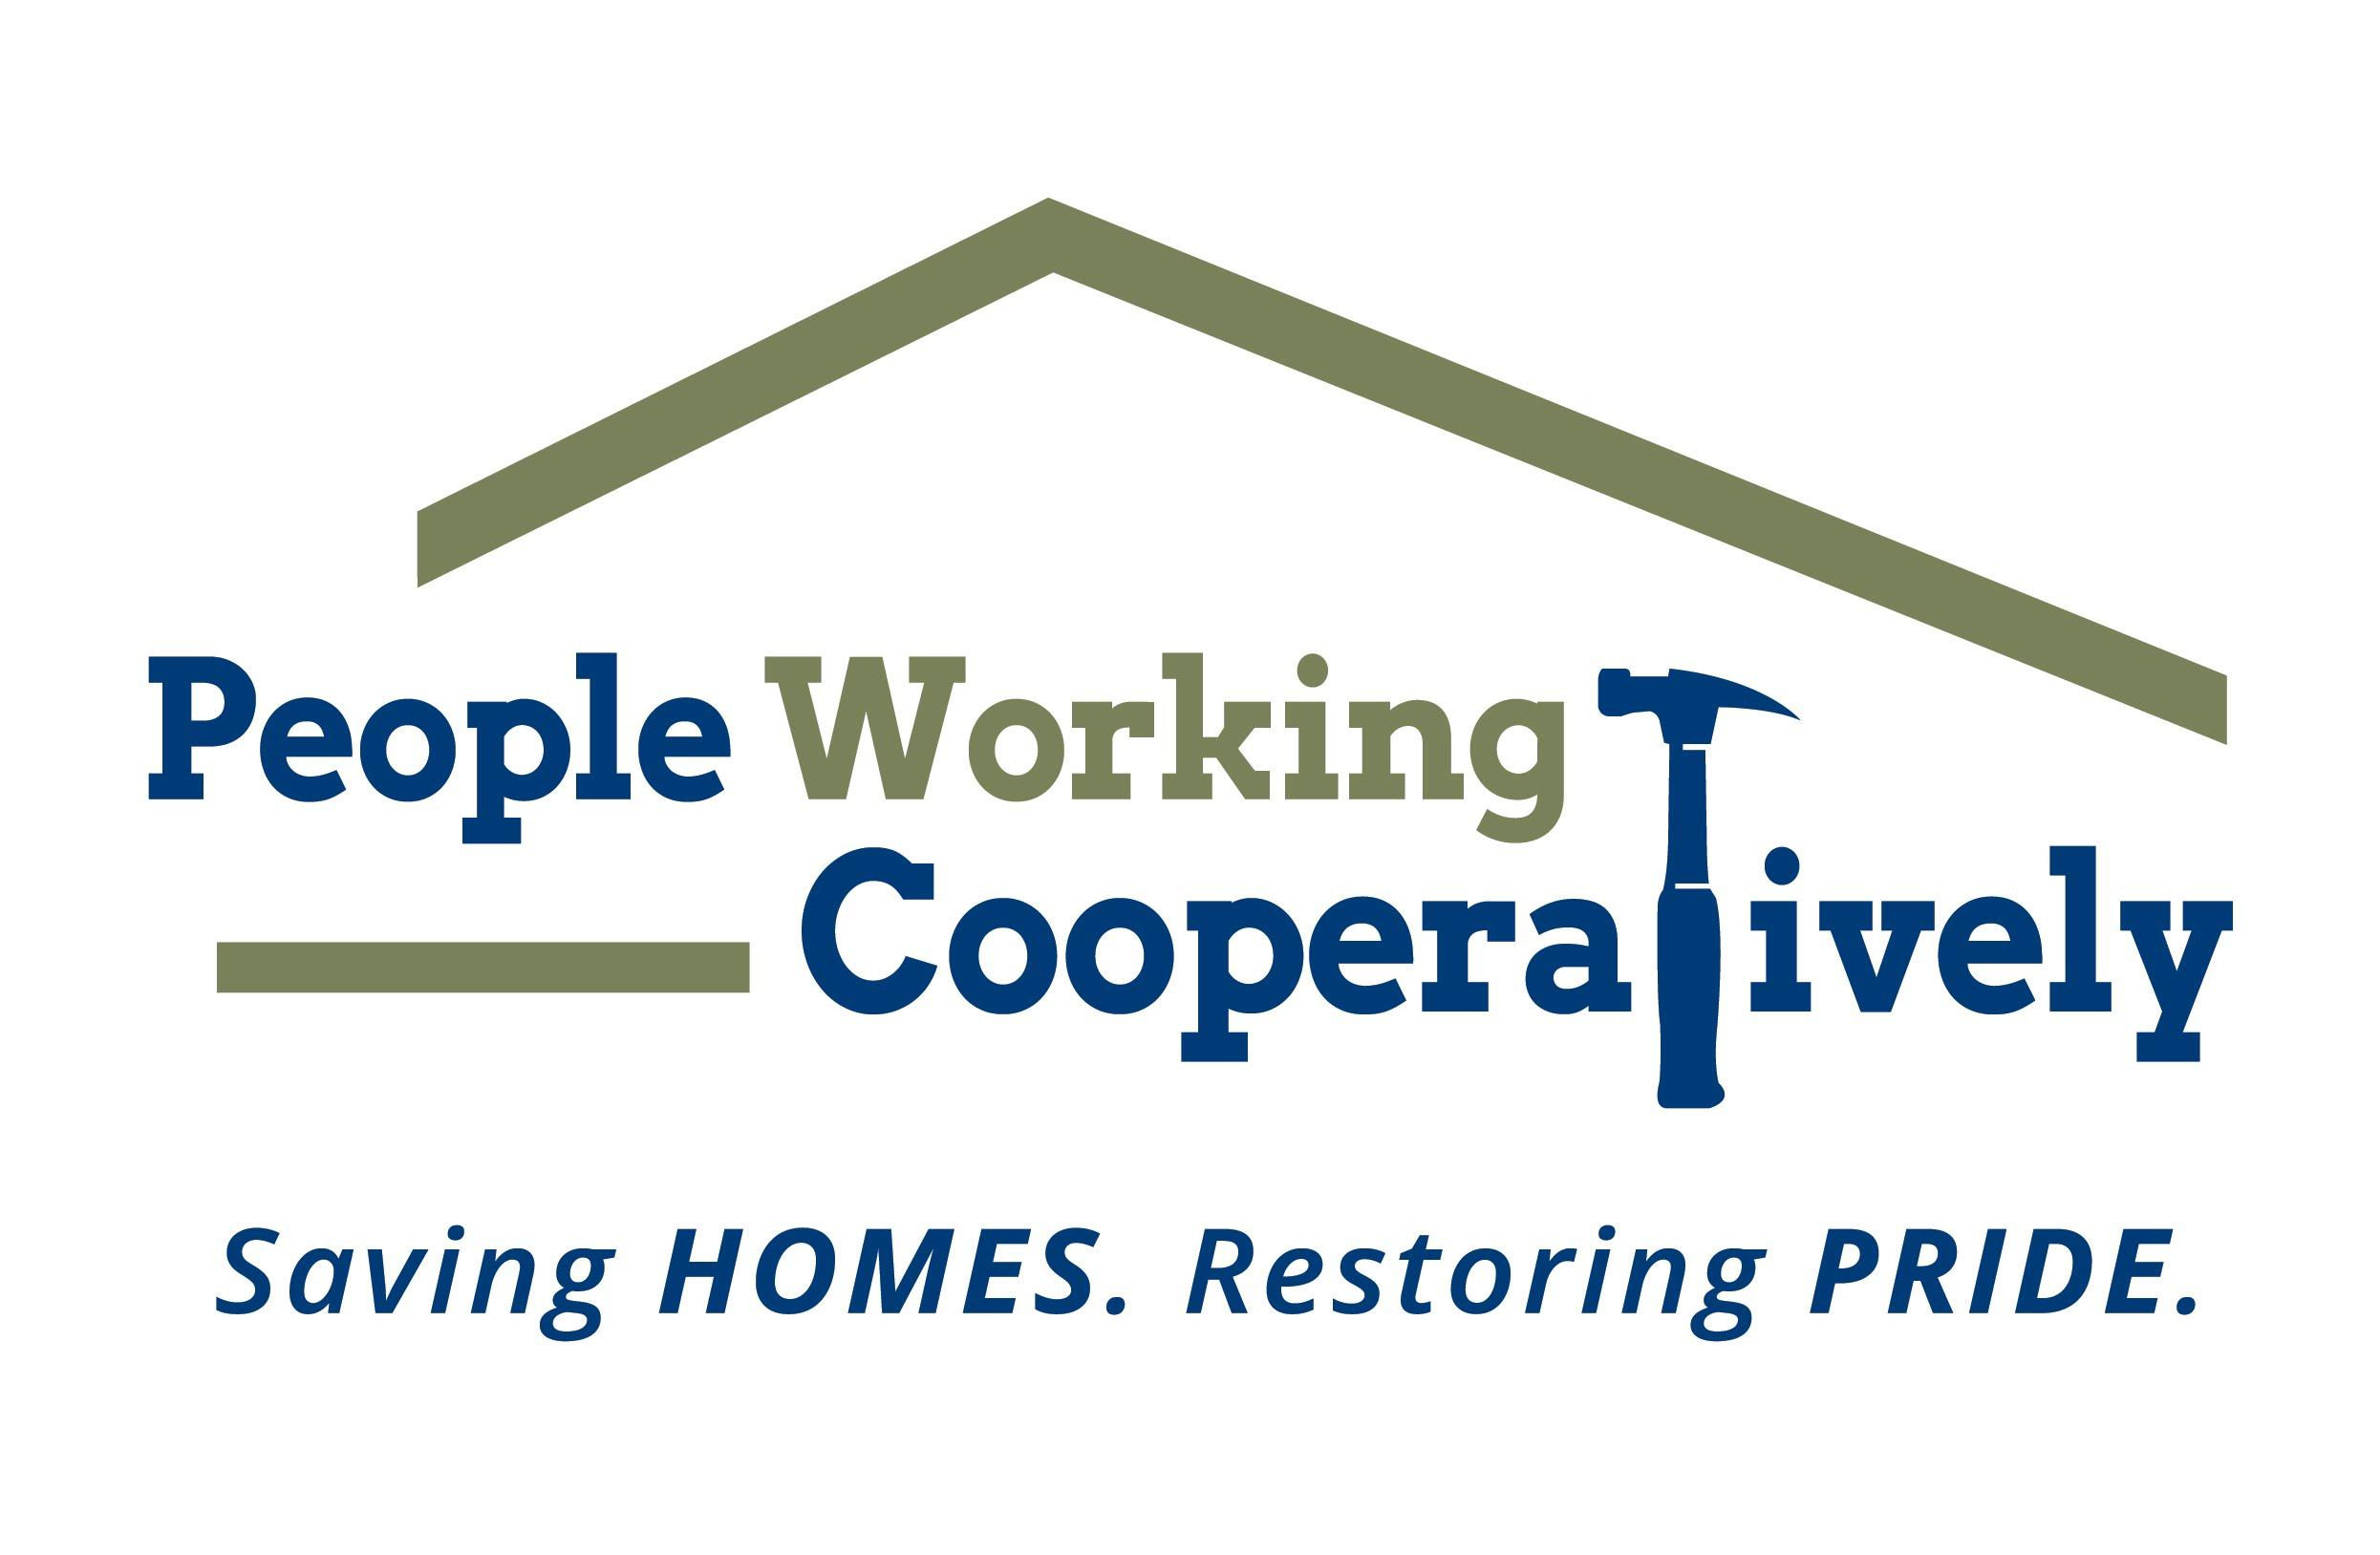 People Working
Cooperatively
Saving HOMES. Restoring PRIDE.